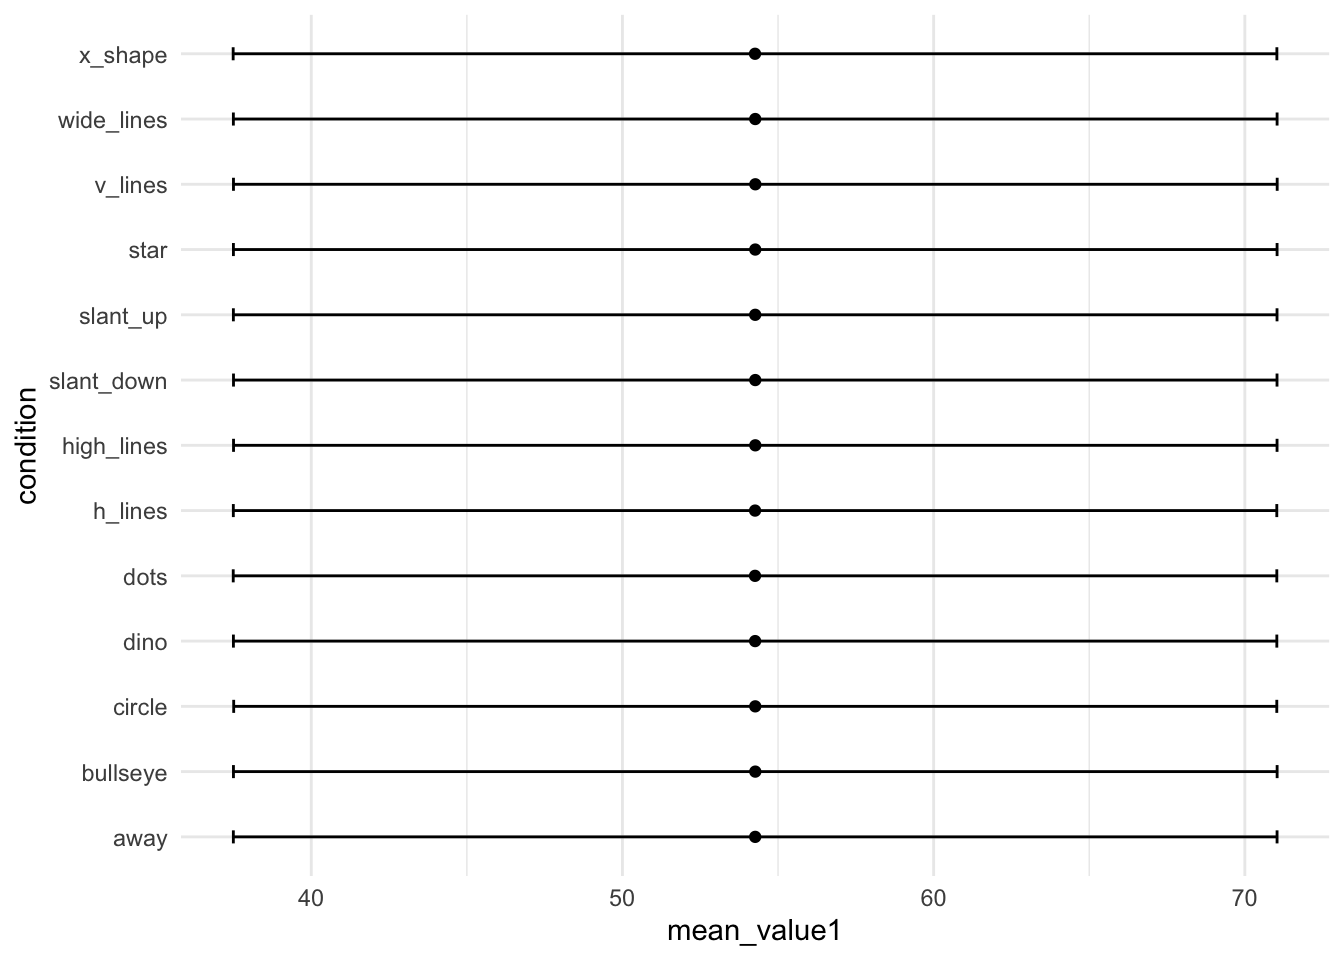 x_shape
wide_lines
v_lines
star
slant_up
slant_down
high_lines
h_lines
dots
dino
circle
bullseye
away
condition
40 50 60 70
mean_value1